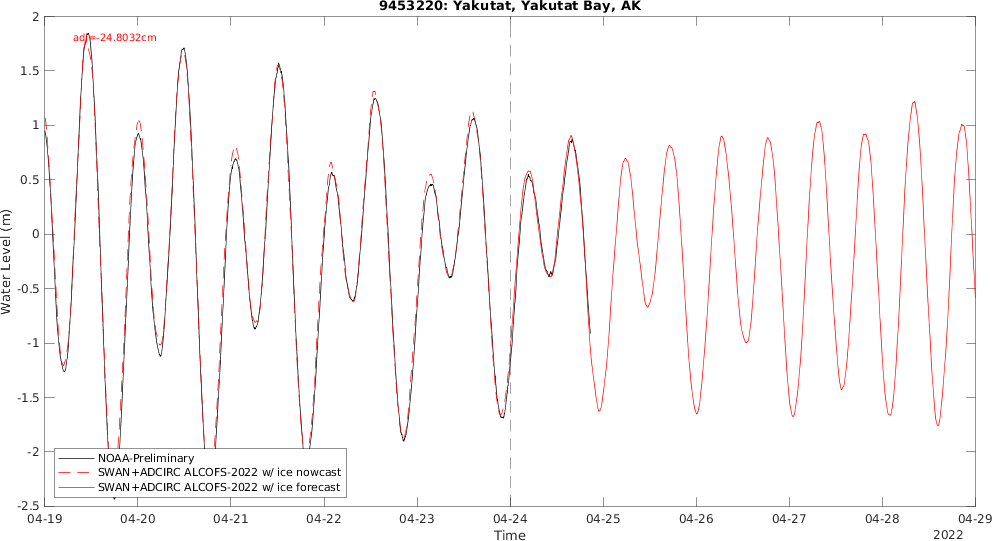 9453220: Yakutat, Yakutat Bay, AK
adj=-24.8032cm
Water Level (m)
2
1.5
1
0.5
0
-0.5
-1
-1.5
-2
-2.5
NOAA-Preliminary
SWAN+ADCIRC ALCOFS-2022 w/ ice nowcast
SWAN+ADCIRC ALCOFS-2022 w/ ice forecast
04-19 04-20 04-21 04-22 04-23 04-24 04-25 04-26 04-27 04-28 04-29
Time
2022